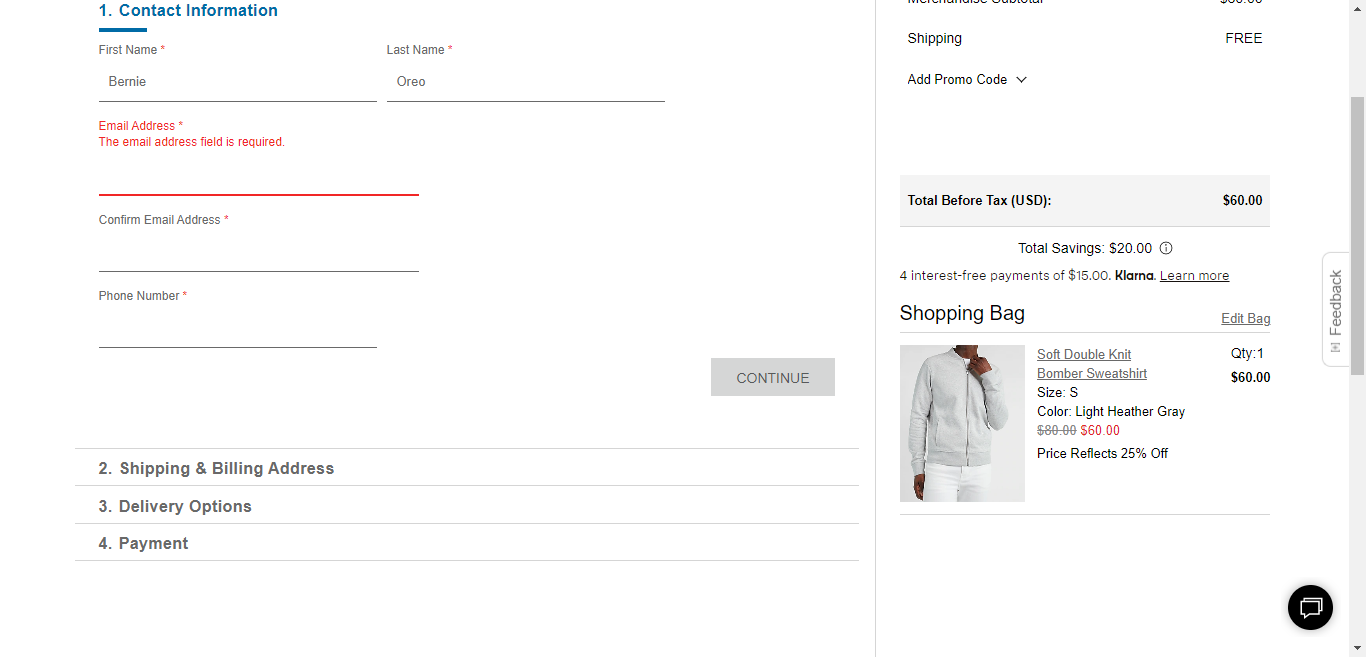 1. Contact Information
First Name *
Last Name *
Bernie
Oreo
Email Address *
The email address field is required.
Confirm Email Address *
Phone Number *
CONTINUE
2. Shipping & Billing Address
3. Delivery Options
4. Payment
Merchandise Subtotal
Shipping FREE
Add Promo Code
Total Before Tax (USD): $60.00
Total Savings: $20.00
4 interest-free payments of $15.00. Klarna. Learn more
Shopping Bag
Edit Bag
Soft Double Knit Qty:1
Bomber Sweatshirt $60.00
Size: S
Color: Light Heather Gray
$80.00 $60.00
Price Reflects 25% Off
Feedback